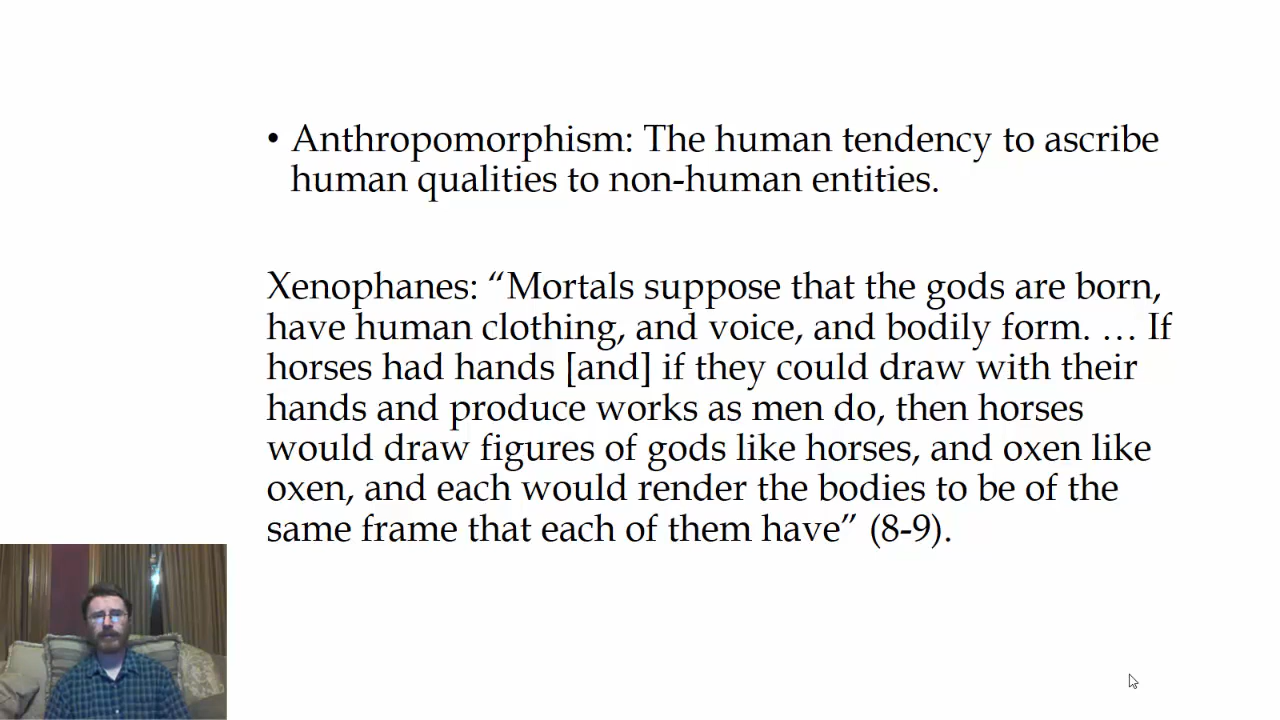 • Anthropomorphism: The human tendency to ascribe
human qualities to non-human entities.
Xenophanes: “Mortals suppose that the gods are born,
have human clothing, and voice, and bodily form. … If
horses had hands [and] if they could draw with their
hands and produce works as men do, then horses
would draw figures of gods like horses, and oxen like
oxen, and each would render the bodies to be of the
same frame that each of them have” (8-9).